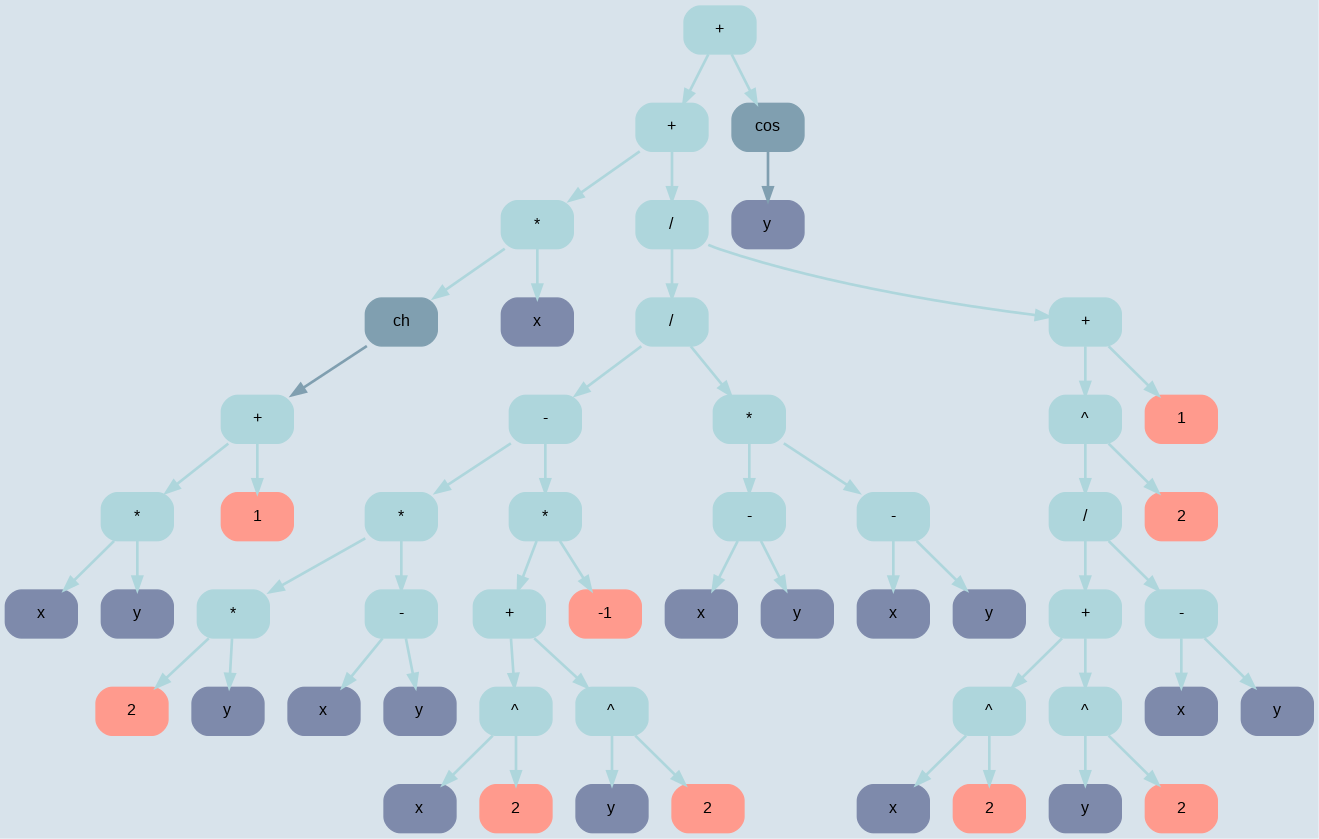 +
+ cos
* / y
ch x / +
+ - * ^ 1
* 1 * * - - / 2
x y * - + -1 x y x y + -
2 y x y ^ ^ ^ ^ x y
x 2 y 2 x 2 y 2